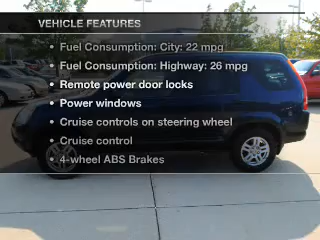 VEHICLE FEATURES
• Fuel Consumption: City: 22 mpg
• Fuel Consumption: Highway: 26 mpg
• Remote power door locks
• Power windows
• Cruise controls on steering wheel
• Cruise control
• 4-wheel ABS Brakes